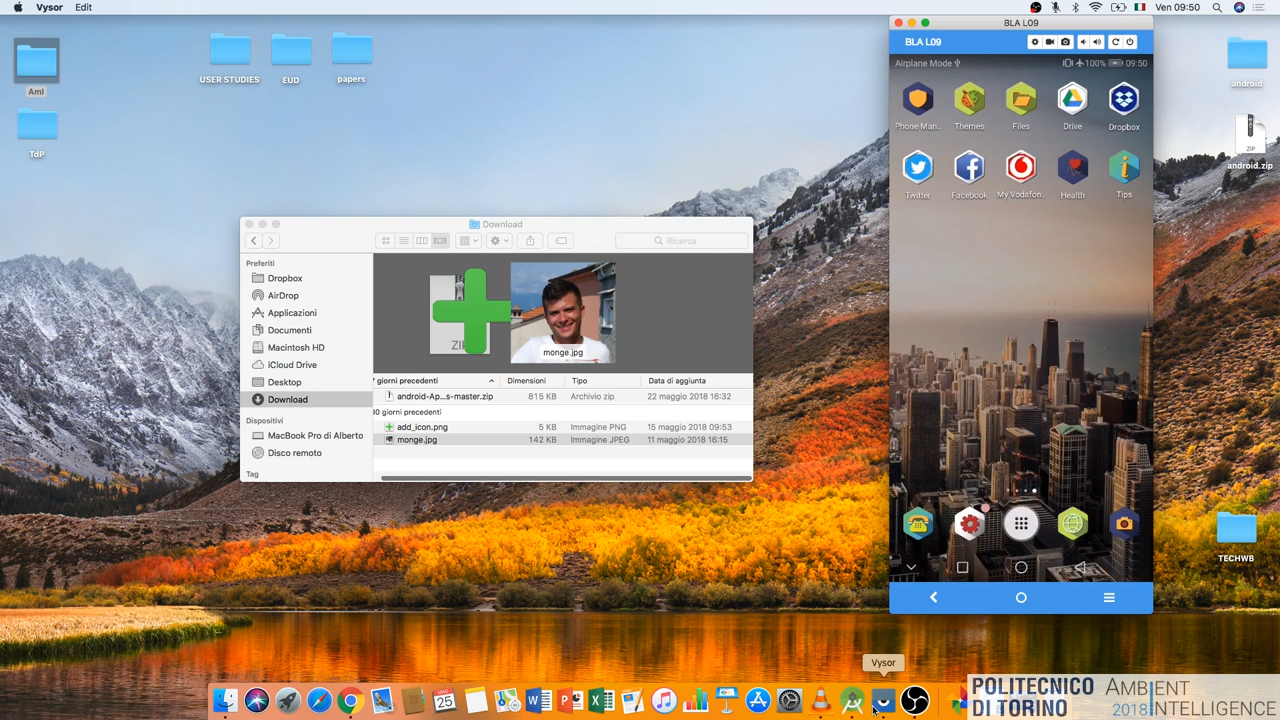 Vysor Edit
Ven 09:50
AmI
TdP
USER STUDIES
EUD
papers
android
ZIP
android.zip
TECHWB
Download
Ricerca
Preferiti
Dropbox
AirDrop
Applicazioni
Documenti
Macintosh HD
iCloud Drive
Desktop
Download
Dispositivi
MacBook Pro di Alberto
Disco remoto
Tag
monge.jpg
giorni precedenti Dimensioni Tipo Data di aggiunta
android-Ap...s-master.zip 815 KB Archivio zip 22 maggio 2018 16:32
30 giorni precedenti
add_icon.png 5 KB Immagine PNG 15 maggio 2018 09:53
monge.jpg 142 KB Immagine JPEG 11 maggio 2018 16:15
BLA L09
BLA L09
Airplane Mode 100% 09:50
Phone Man.. Themes Files Drive Dropbox
Twitter Facebook My Vodafon.. Health Tips
Vysor
25
POLITECNICO
DI TORINO
AMBIENT
2018 INTELLIGENCE